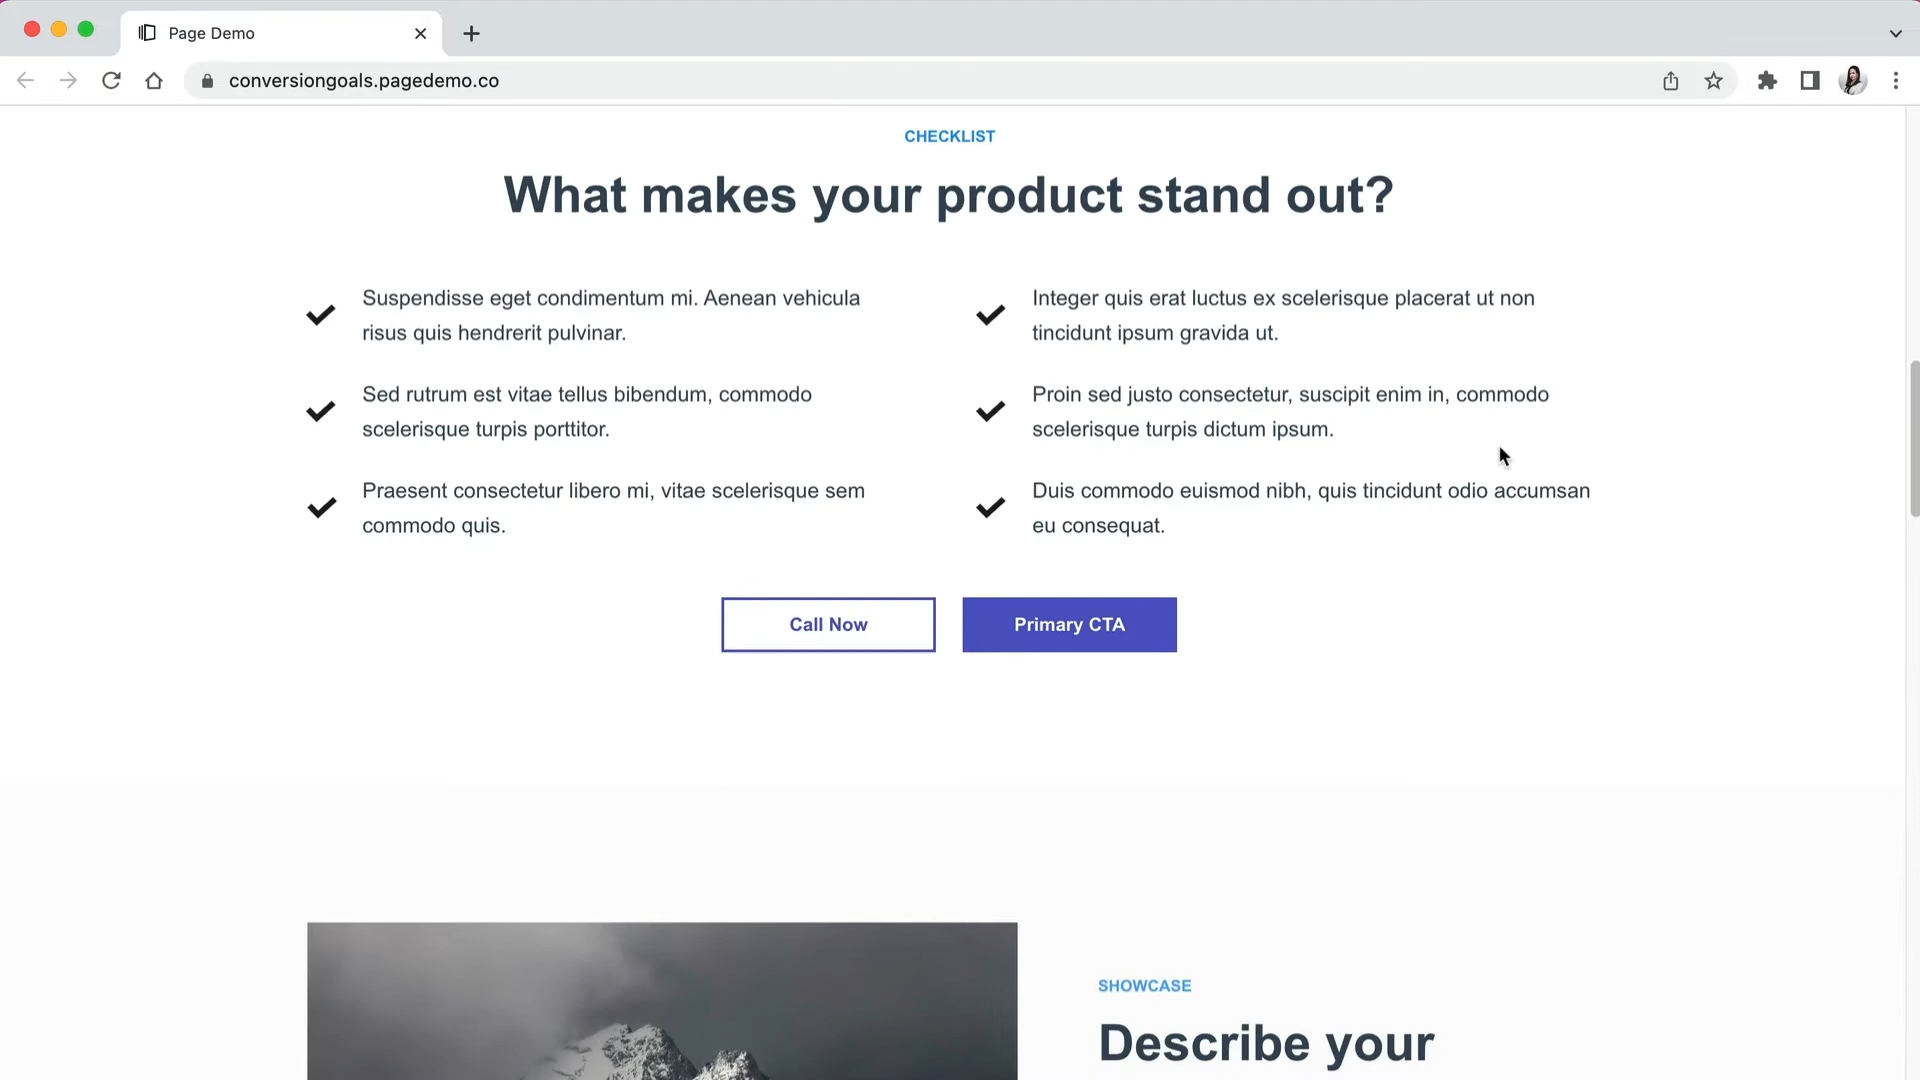 Page Demo
conversiongoals.pagedemo.co
CHECKLIST
What makes your product stand out?
Suspendisse eget condimentum mi. Aenean vehicula
risus quis hendrerit pulvinar.
Integer quis erat luctus ex scelerisque placerat ut non
tincidunt ipsum gravida ut.
Sed rutrum est vitae tellus bibendum, commodo
scelerisque turpis porttitor.
Proin sed justo consectetur, suscipit enim in, commodo
scelerisque turpis dictum ipsum.
Praesent consectetur libero mi, vitae scelerisque sem
commodo quis.
Duis commodo euismod nibh, quis tincidunt odio accumsan
eu consequat.
Call Now
Primary CTA
SHOWCASE
Describe your